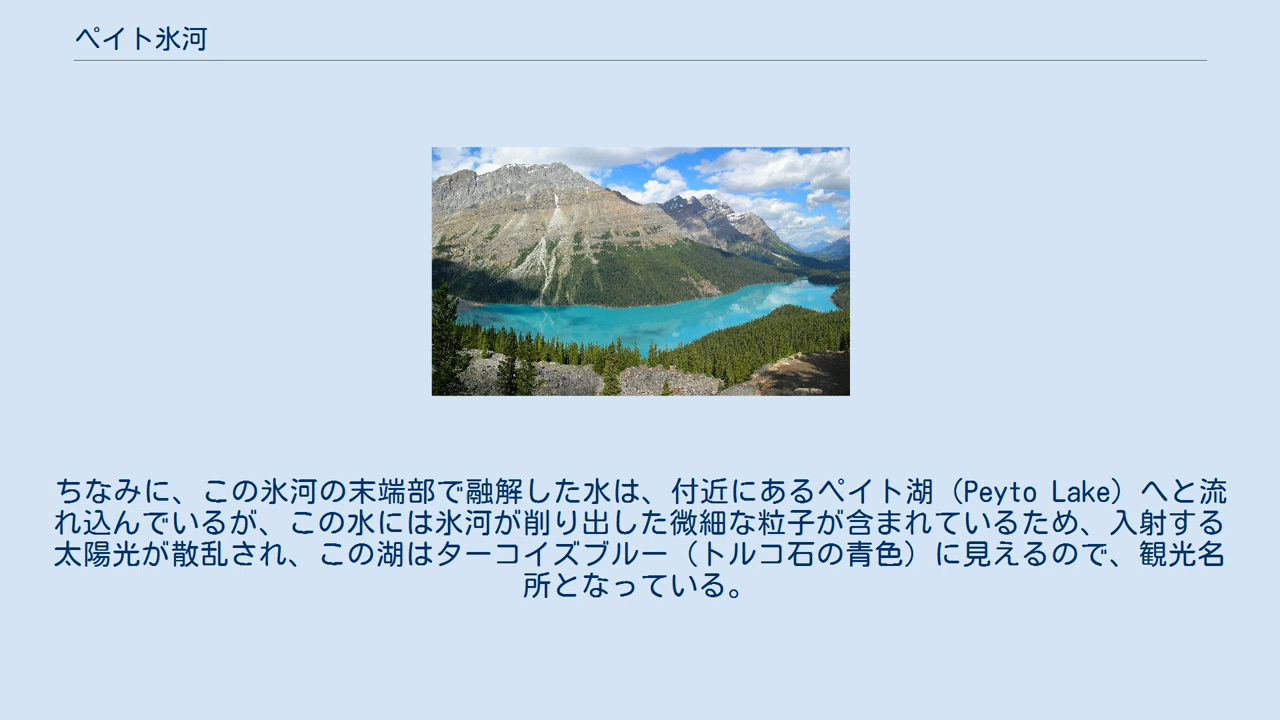 ペイト氷河
ちなみに、この氷河の末端部で融解した水は、付近にあるペイト湖（Peyto Lake）へと流
れ込んでいるが、この水には氷河が削り出した微細な粒子が含まれているため、入射する
太陽光が散乱され、この湖はターコイズブルー（トルコ石の青色）に見えるので、観光名
所となっている。